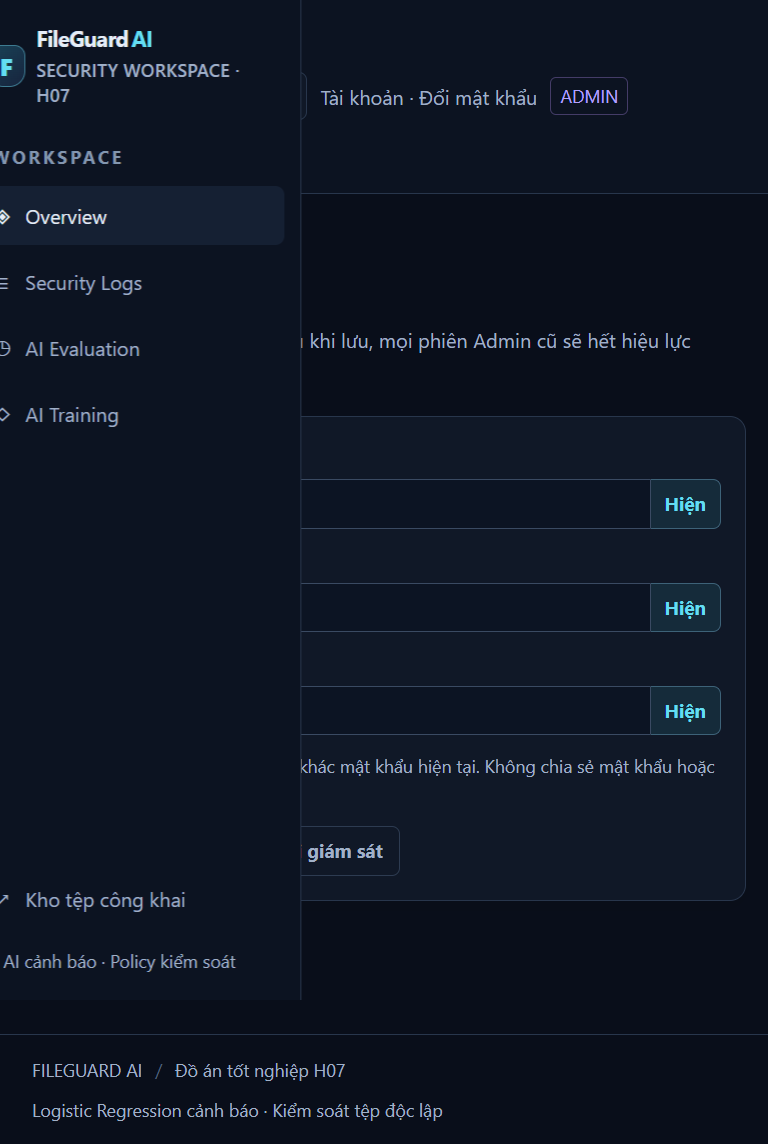 F
FileGuard AI
SECURITY WORKSPACE ·
H07
Tài khoản · Đổi mật khẩu
ADMIN
WORKSPACE
Overview
Security Logs
AI Evaluation
AI Training
khi lưu, mọi phiên Admin cũ sẽ hết hiệu lực
Hiện
Hiện
Hiện
khác mật khẩu hiện tại. Không chia sẻ mật khẩu hoặc
giám sát
Kho tệp công khai
AI cảnh báo · Policy kiểm soát
FILEGUARD AI / Đồ án tốt nghiệp H07
Logistic Regression cảnh báo · Kiểm soát tệp độc lập